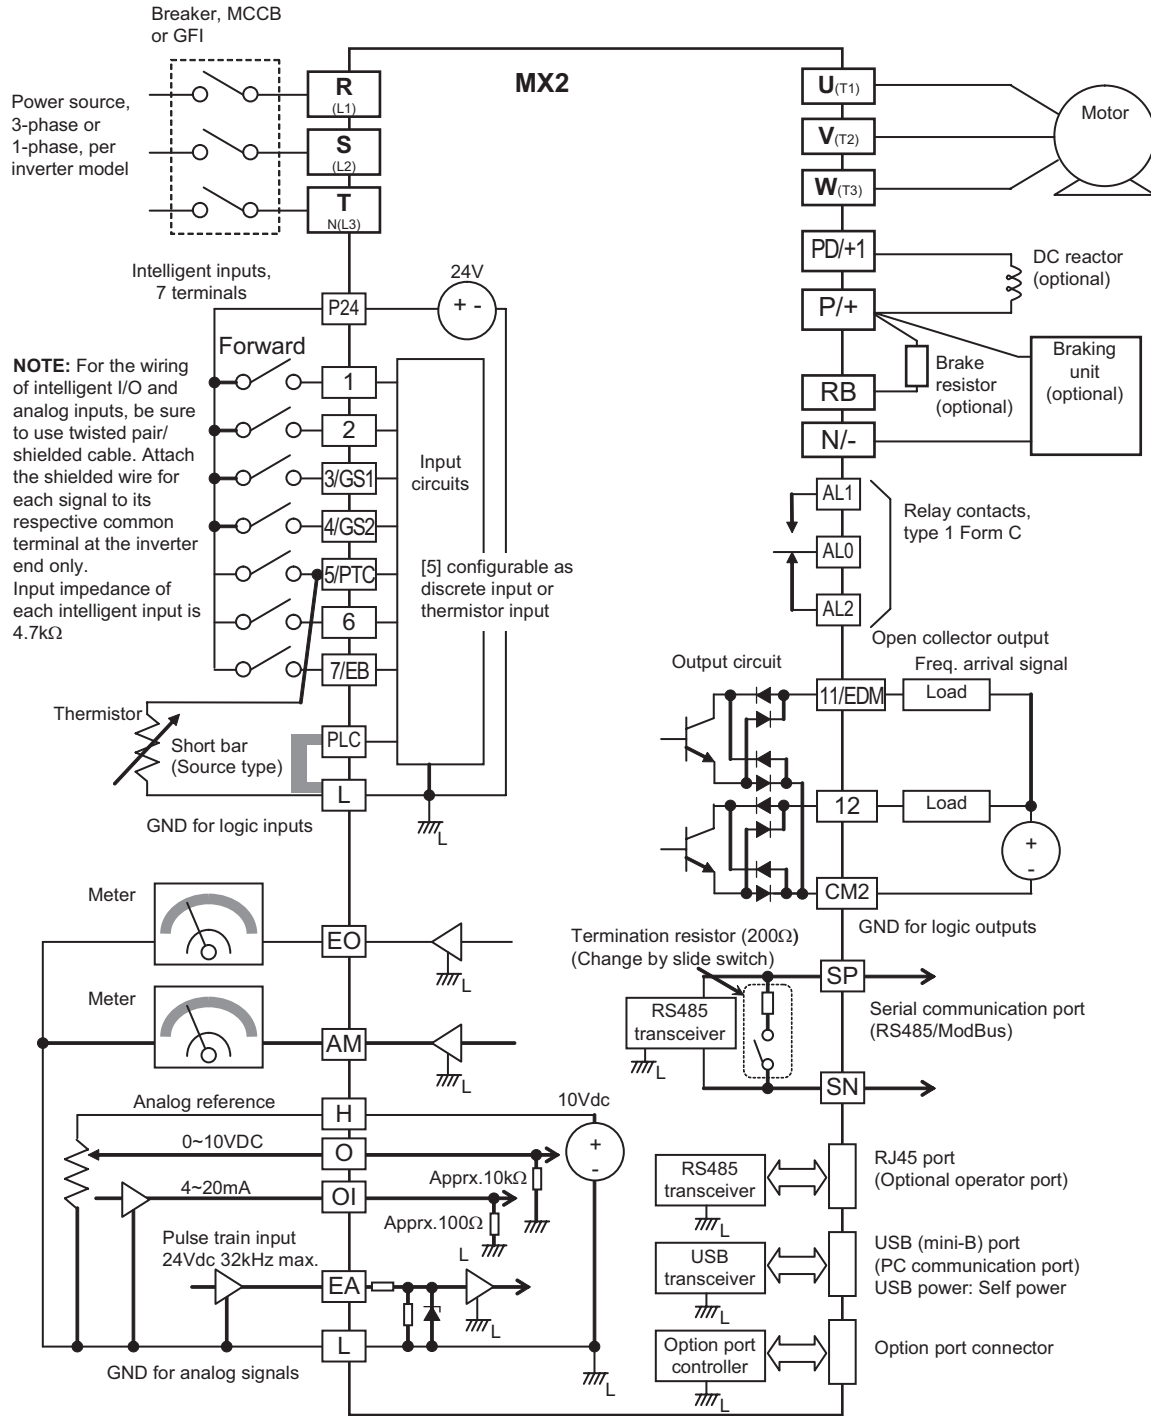 Breaker, MCCB
or GFI
MX2
Power source,
3-phase or
1-phase, per
inverter model
R
(L1)
S
(L2)
T
N(L3)
U(T1)
V(T2)
W(T3)
Motor
PD/+1
P/+
DC reactor
(optional)
RB
Brake
resistor
(optional)
Braking
unit
(optional)
N/-
Intelligent inputs,
7 terminals
24V
+ -
P24
Forward
NOTE: For the wiring
of intelligent I/O and
analog inputs, be sure
to use twisted pair/
shielded cable. Attach
the shielded wire for
each signal to its
respective common
terminal at the inverter
end only.
Input impedance of
each intelligent input is
4.7kΩ
1
2
3/GS1
4/GS2
5/PTC
6
7/EB
Input
circuits
[5] configurable as
discrete input or
thermistor input
Thermistor
Short bar
(Source type)
PLC
L
GND for logic inputs
L
AL1
AL0
AL2
Relay contacts,
type 1 Form C
Open collector output
Freq. arrival signal
Output circuit
11/EDM
Load
12
Load
+
-
CM2
GND for logic outputs
Meter
EO
L
Meter
AM
L
Termination resistor (200Ω)
(Change by slide switch)
RS485
transceiver
L
SP
Serial communication port
(RS485/ModBus)
SN
Analog reference
H
10Vdc
+
-
0~10VDC
O
Apprx.10kΩ
4~20mA
OI
Apprx.100Ω
L
Pulse train input
24Vdc 32kHz max.
EA
L
L
GND for analog signals
L
RS485
transceiver
L
RJ45 port
(Optional operator port)
USB
transceiver
L
USB (mini-B) port
(PC communication port)
USB power: Self power
Option port
controller
L
Option port connector